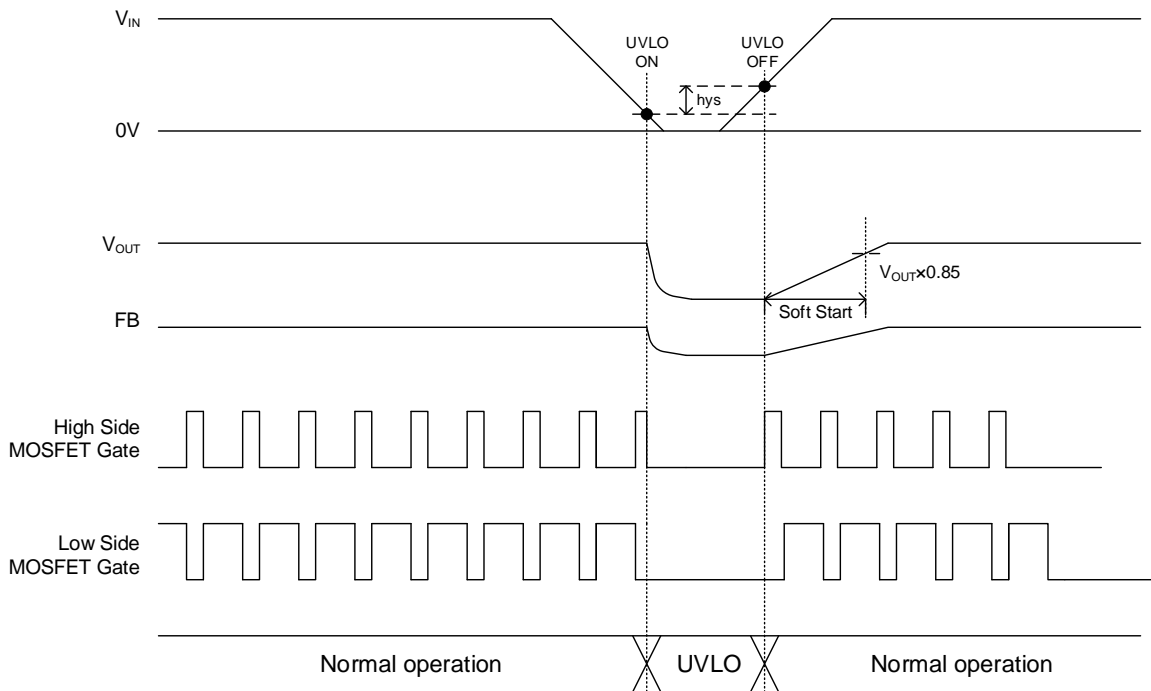 VIN
UVLO
ON
UVLO
OFF
hys
0V
VOUT
VOUT×0.85
Soft Start
FB
High Side
MOSFET Gate
Low Side
MOSFET Gate
Normal operation
UVLO
Normal operation